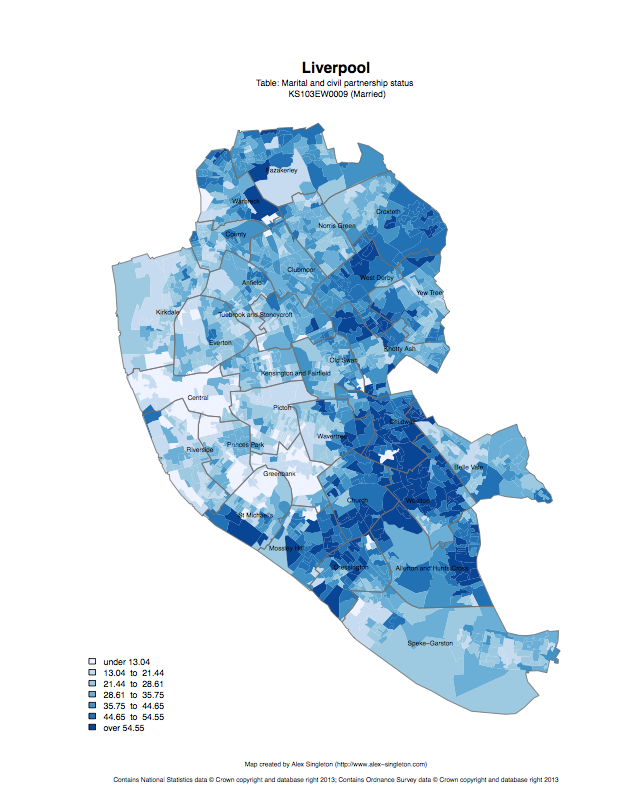 Liverpool
Table: Marital and civil partnership status
KS103EW0009 (Married)
Fazakerley
Warbreck
Croxteth
Norris Green
County
Clubmoor
West Derby
Anfield
Yew Tree
Kirkdale
Tuebrook and Stoneycroft
Everton
Knotty Ash
Old Swan
Kensington and Fairfield
Central
Picton
Childwall
Wavertree
Princes Park
Riverside
Belle Vale
Greenbank
Church
Woolton
St Michael's
Mossley Hill
Cressington
Allerton and Hunts Cross
Speke-Garston
under 13.04
13.04 to 21.44
21.44 to 28.61
28.61 to 35.75
35.75 to 44.65
44.65 to 54.55
over 54.55
Map created by Alex Singleton (http://www.alex-singleton.com)
Contains National Statistics data © Crown copyright and database right 2013; Contains Ordnance Survey data © Crown copyright and database right 2013